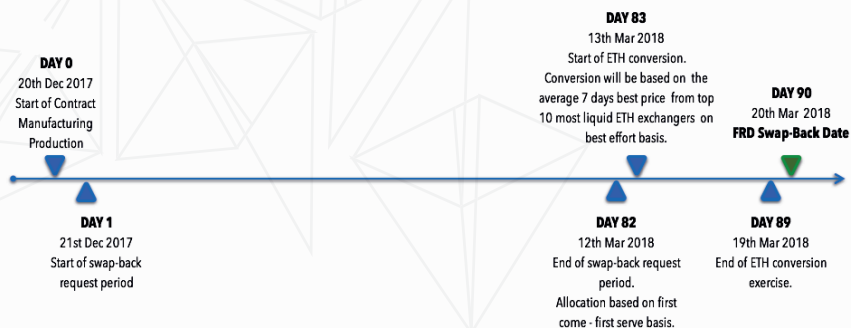 DAY 0
20th Dec 2017
Start of Contract
Manufacturing
Production
DAY 1
21st Dec 2017
Start of swap-back
request period
DAY 83
13th Mar 2018
Start of ETH conversion.
Conversion will be based on the
average 7 days best price from top
10 most liquid ETH exchangers on
best effort basis.
DAY 82
12th Mar 2018
End of swap-back request
period.
Allocation based on first
come - first serve basis.
DAY 90
20th Mar 2018
FRD Swap-Back Date
DAY 89
19th Mar 2018
End of ETH conversion
exercise.